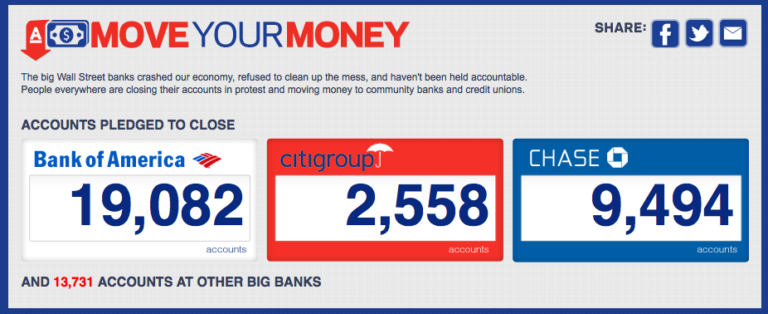 MOVE YOUR MONEY
SHARE:
The big Wall Street banks crashed our economy, refused to clean up the mess, and haven't been held accountable.
People everywhere are closing their accounts in protest and moving money to community banks and credit unions.
ACCOUNTS PLEDGED TO CLOSE
Bank of America
19,082
accounts
citigroup
2,558
accounts
CHASE
9,494
accounts
AND 13,731 ACCOUNTS AT OTHER BIG BANKS